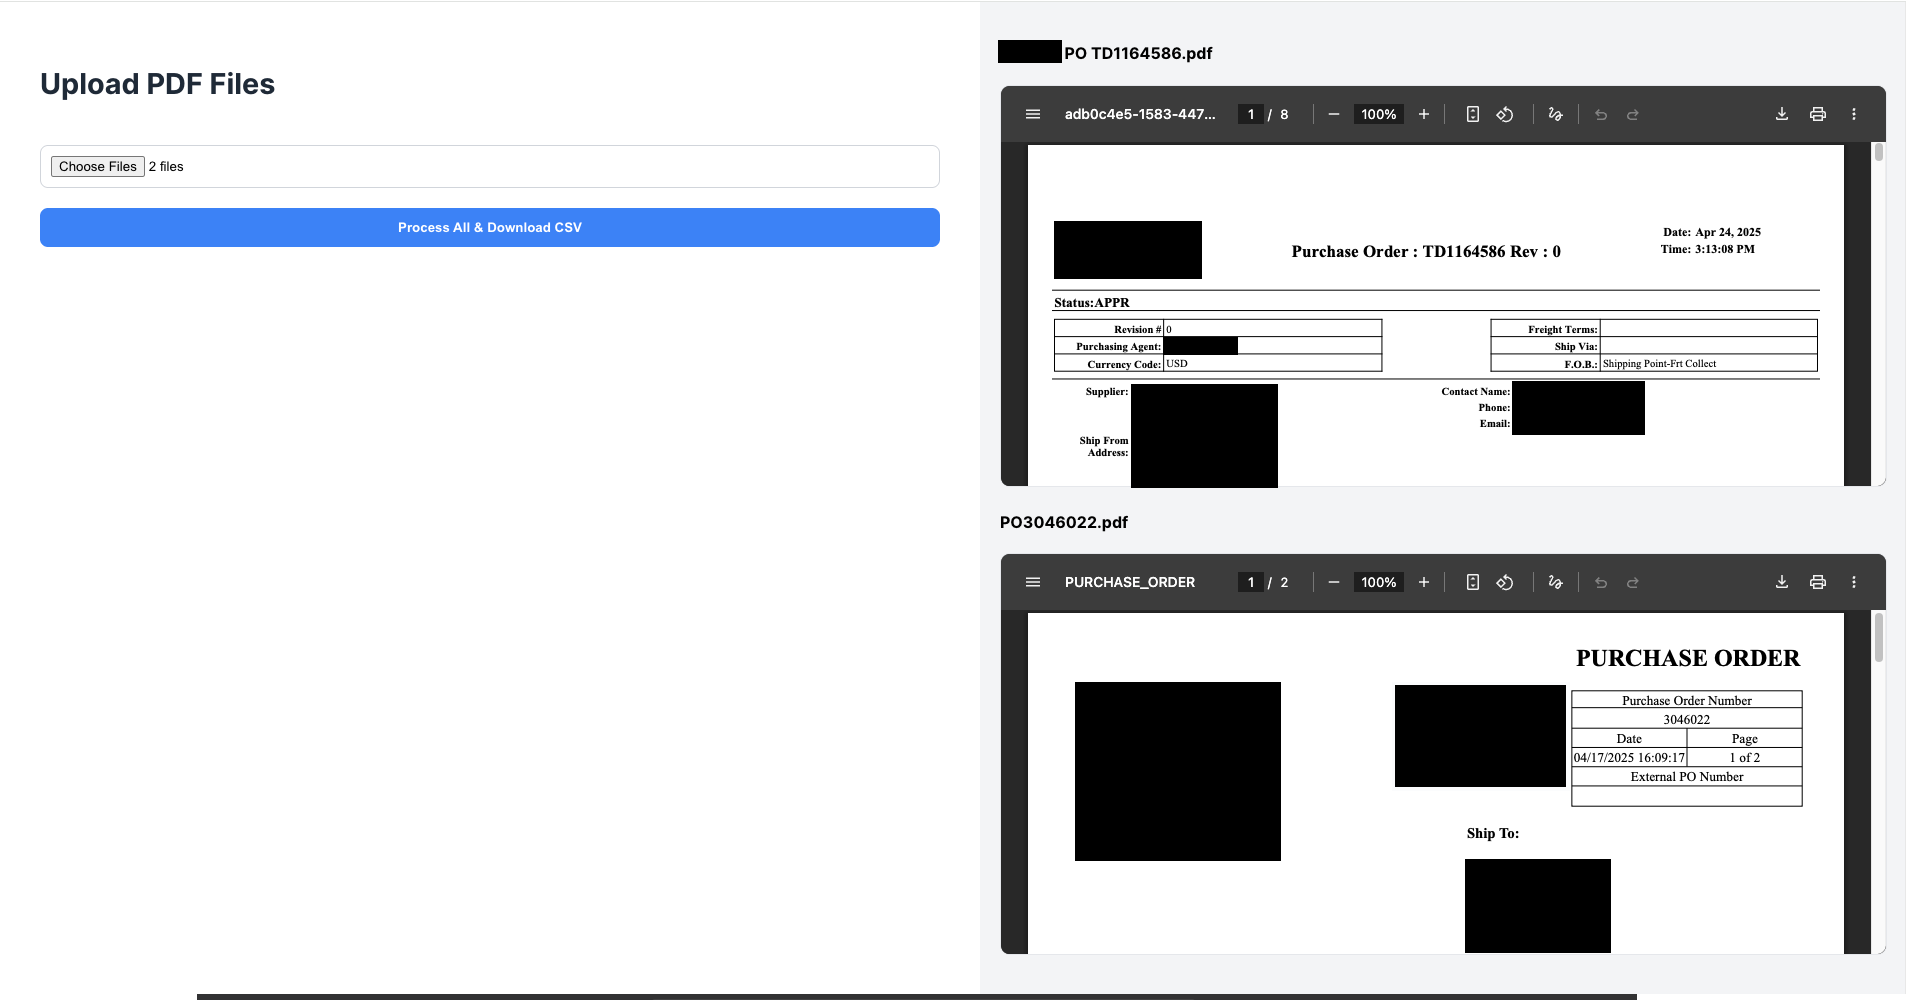 Upload PDF Files
Choose Files 2 files
Process All & Download CSV
PO TD1164586.pdf
adb0c4e5-1583-447... 1 / 8 100%
Purchase Order : TD1164586 Rev : 0
Date: Apr 24, 2025
Time: 3:13:08 PM
Status:APPR
Revision # 0
Purchasing Agent:
Currency Code: USD
Freight Terms:
Ship Via:
F.O.B.: Shipping Point-Frt Collect
Supplier:
Ship From
Address:
Contact Name:
Phone:
Email:
PO3046022.pdf
PURCHASE_ORDER 1 / 2 100%
PURCHASE ORDER
Purchase Order Number
3046022
Date Page
04/17/2025 16:09:17 1 of 2
External PO Number
Ship To: